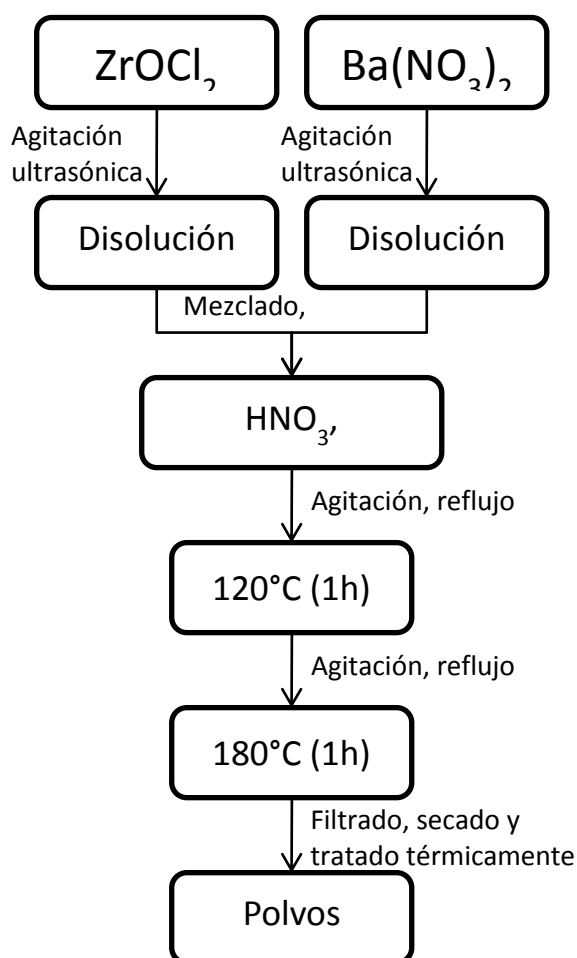 ZrOCl₂
Ba(NO₃)₂
Agitación
ultrasónica
Agitación
ultrasónica
Disolución
Disolución
Mezclado,
HNO₃,
Agitación, reflujo
120°C (1h)
Agitación, reflujo
180°C (1h)
Filtrado, secado y
tratado térmicamente
Polvos